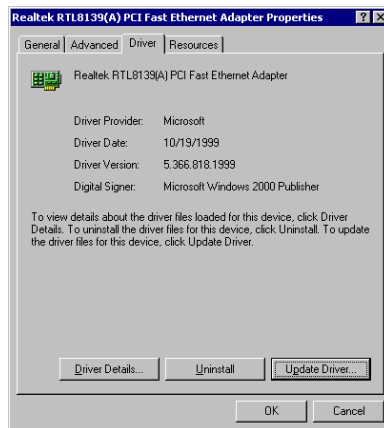 Realtek RTL8139(A) PCI Fast Ethernet Adapter Properties
General Advanced Driver Resources
Realtek RTL8139(A) PCI Fast Ethernet Adapter
Driver Provider: Microsoft
Driver Date: 10/19/1999
Driver Version: 5.366.818.1999
Digital Signer: Microsoft Windows 2000 Publisher
To view details about the driver files loaded for this device, click Driver
Details. To uninstall the driver files for this device, click Uninstall. To update
the driver files for this device, click Update Driver.
Driver Details... Uninstall Update Driver...
OK Cancel